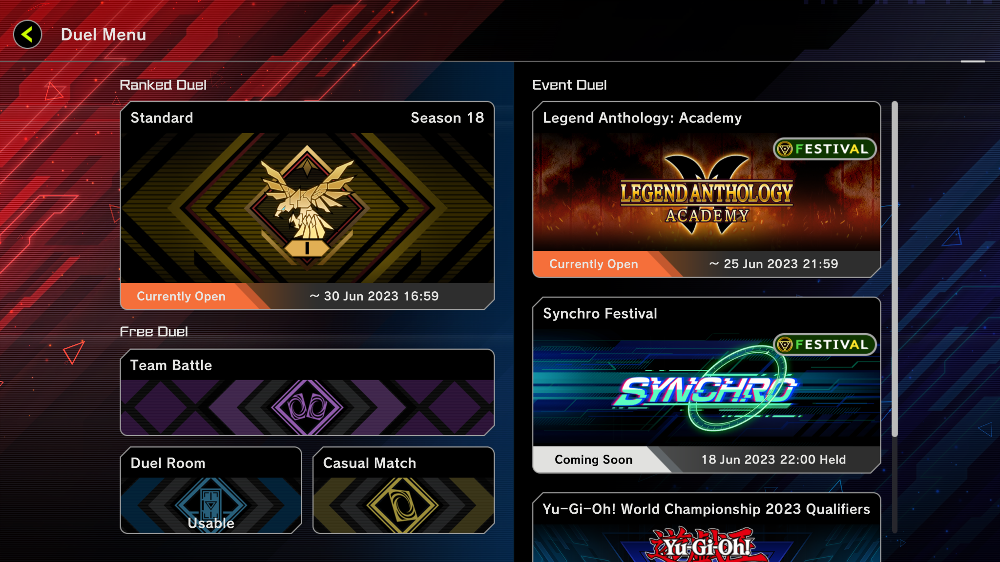 Duel Menu
Ranked Duel
Standard
Season 18
I
Currently Open
~ 30 Jun 2023 16:59
Free Duel
Team Battle
Duel Room
Usable
Casual Match
Event Duel
Legend Anthology: Academy
FESTIVAL
LEGEND ANTHOLOGY
ACADEMY
Currently Open
~ 25 Jun 2023 21:59
Synchro Festival
FESTIVAL
SYNCHRO
Coming Soon
18 Jun 2023 22:00 Held
Yu-Gi-Oh! World Championship 2023 Qualifiers
Yu-Gi-Oh!